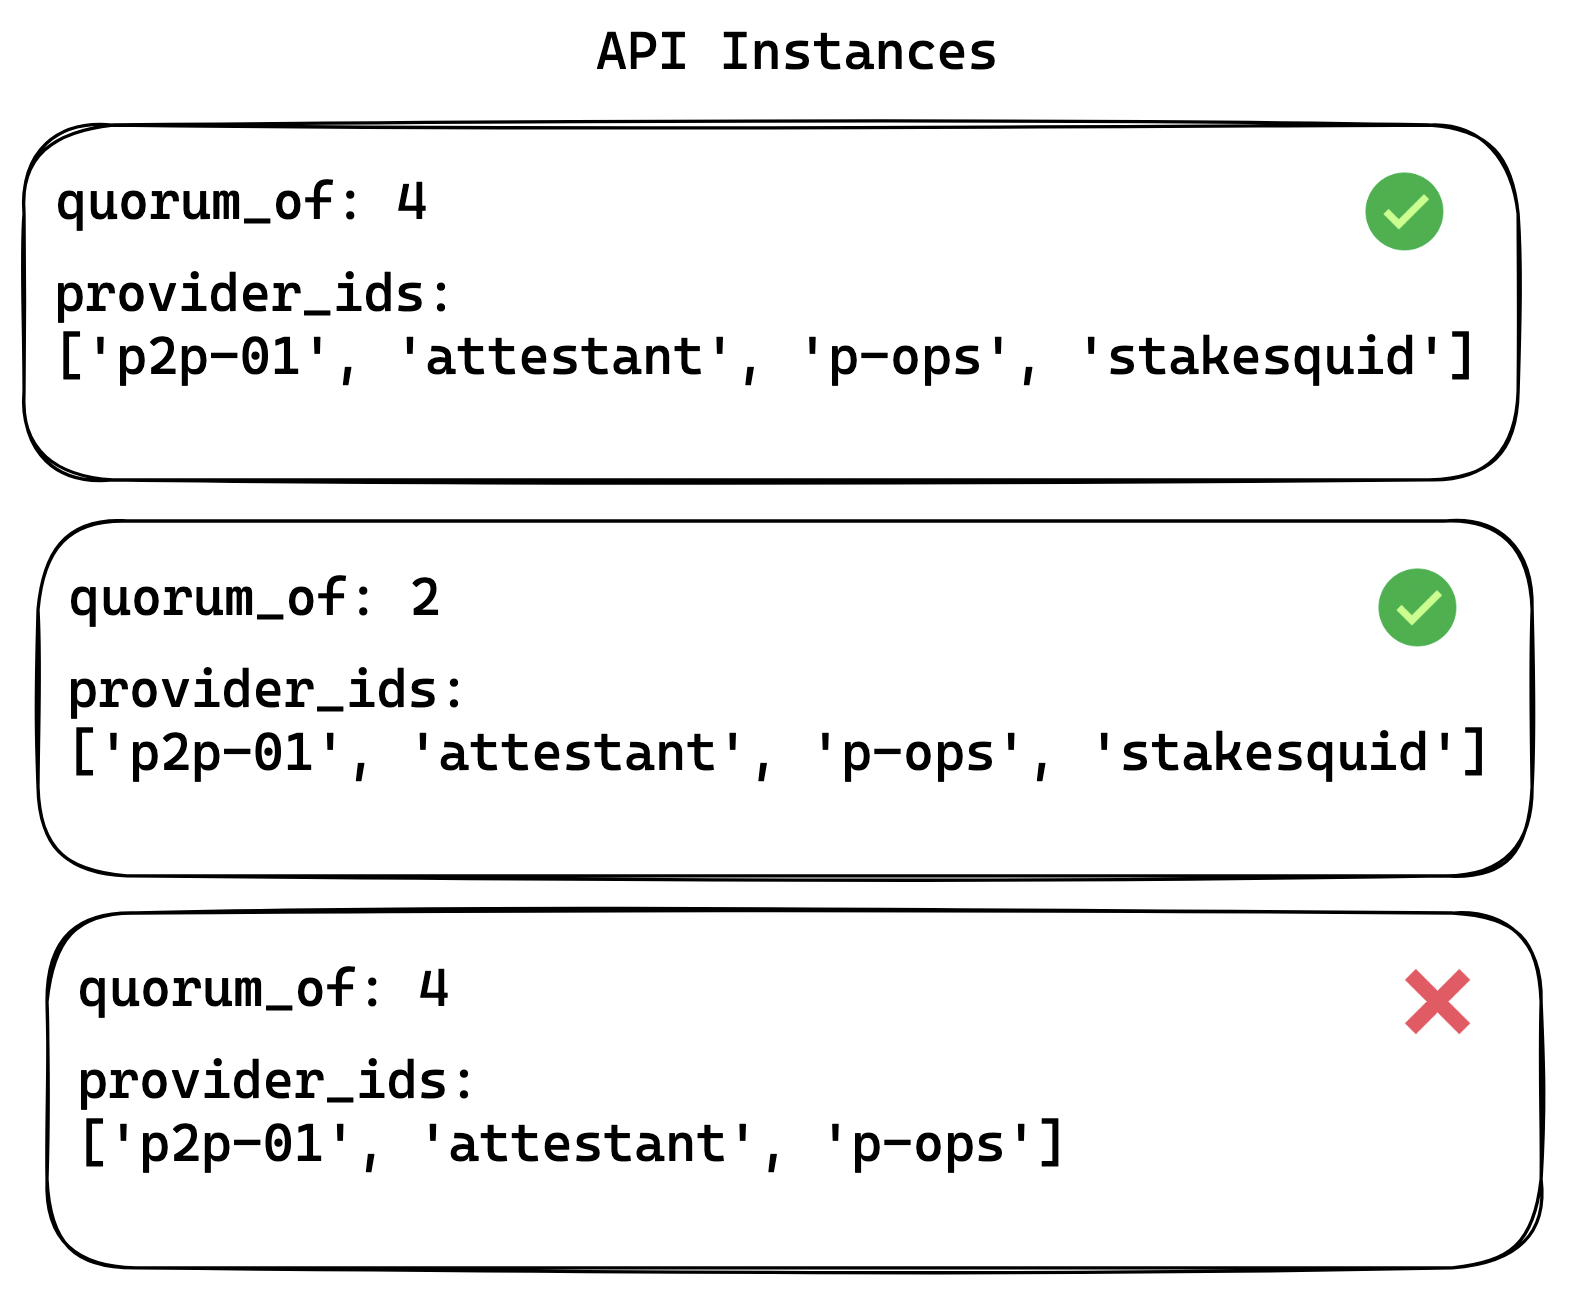 API Instances
quorum_of: 4
provider_ids:
['p2p-01', 'attestant', 'p-ops', 'stakesquid']
quorum_of: 2
provider_ids:
['p2p-01', 'attestant', 'p-ops', 'stakesquid']
quorum_of: 4
provider_ids:
['p2p-01', 'attestant', 'p-ops']